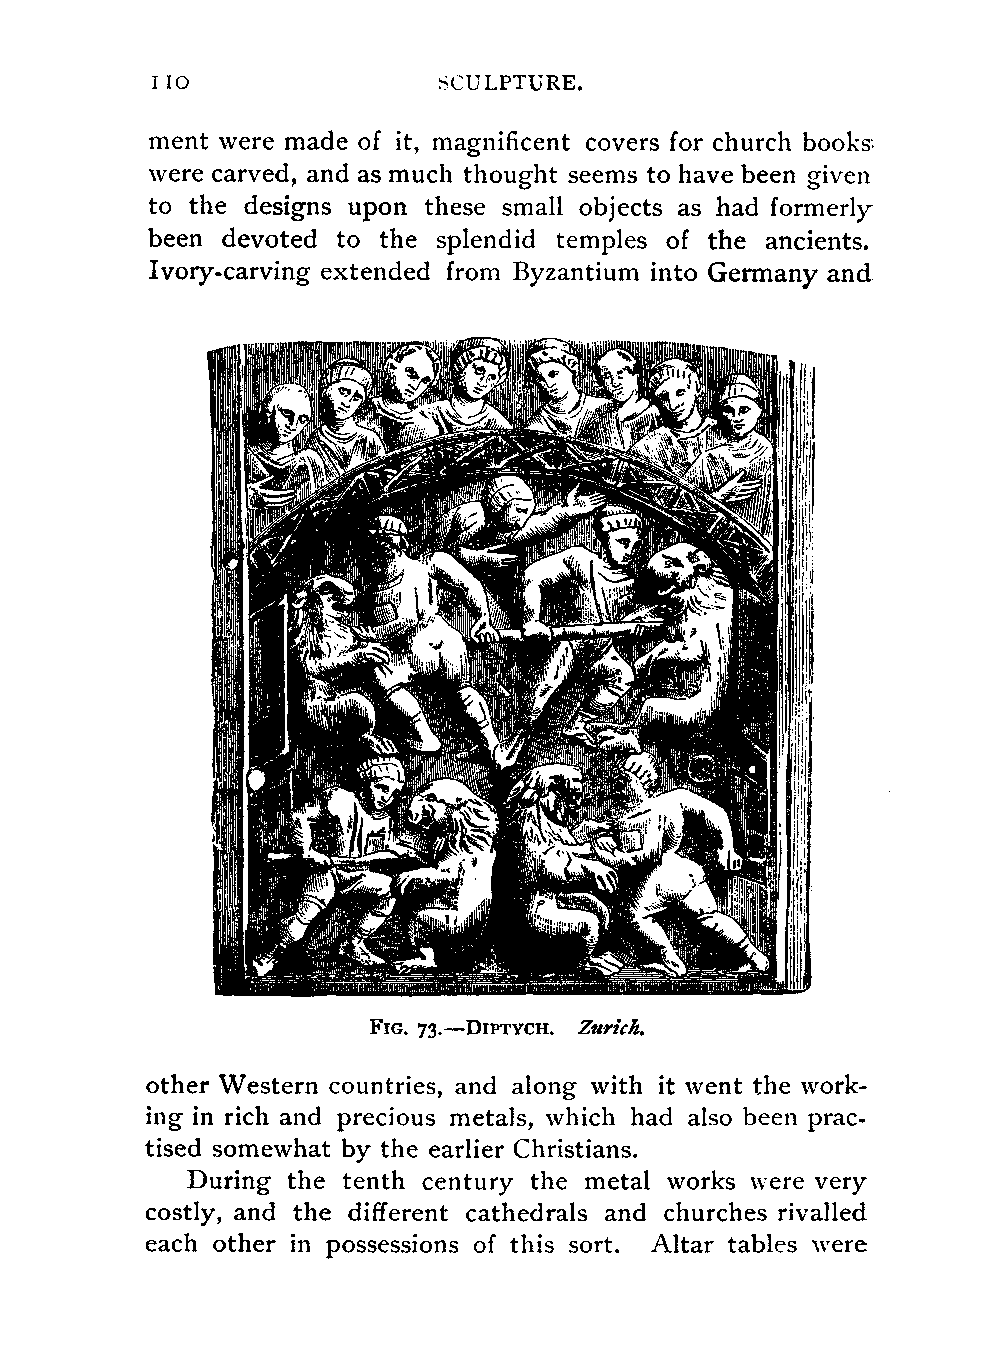 110 SCULPTURE.
ment were made of it, magnificent covers for church books
were carved, and as much thought seems to have been given
to the designs upon these small objects as had formerly
been devoted to the splendid temples of the ancients.
Ivory-carving extended from Byzantium into Germany and
FIG. 73.—DIPTYCH. Zurich.
other Western countries, and along with it went the work-
ing in rich and precious metals, which had also been prac-
tised somewhat by the earlier Christians.
During the tenth century the metal works were very
costly, and the different cathedrals and churches rivalled
each other in possessions of this sort. Altar tables were